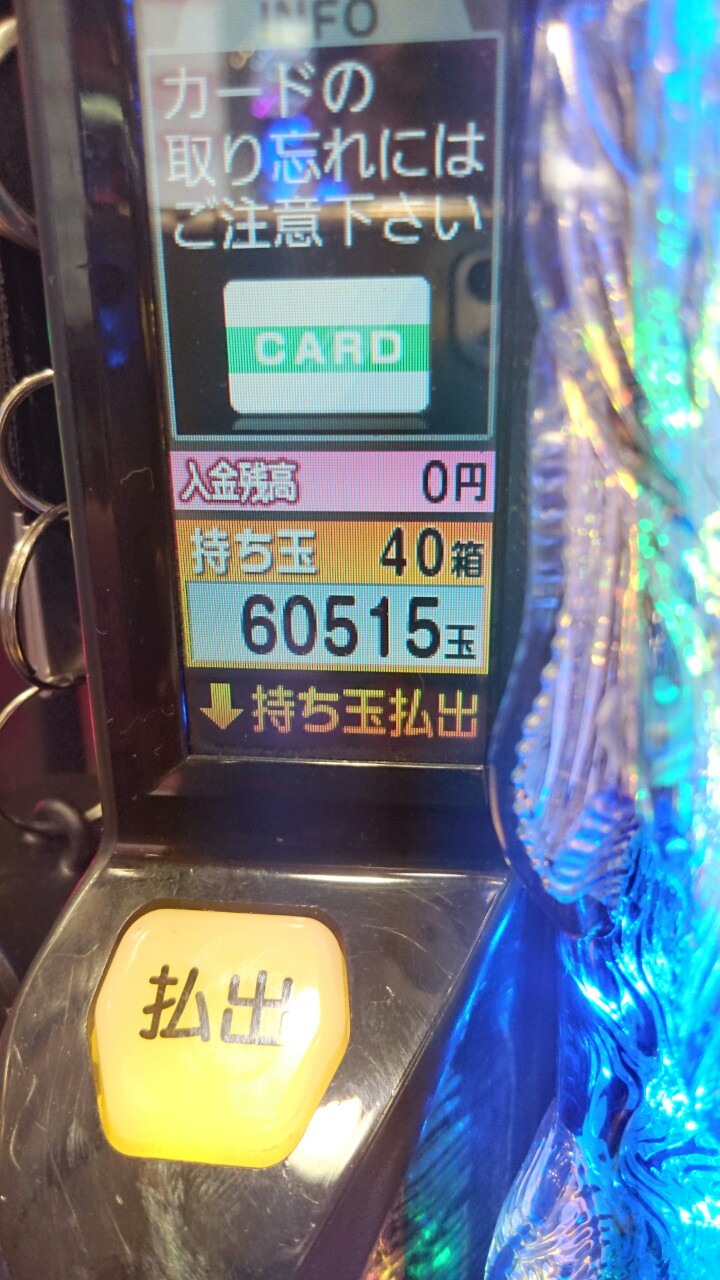 INFO
カードの
取り忘れには
ご注意下さい
CARD
入金残高 0円
持ち玉 40箱
60515玉
↓持ち玉払出
払出